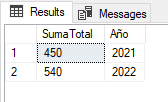 Results Messages
SumaTotal Año
1 450 2021
2 540 2022